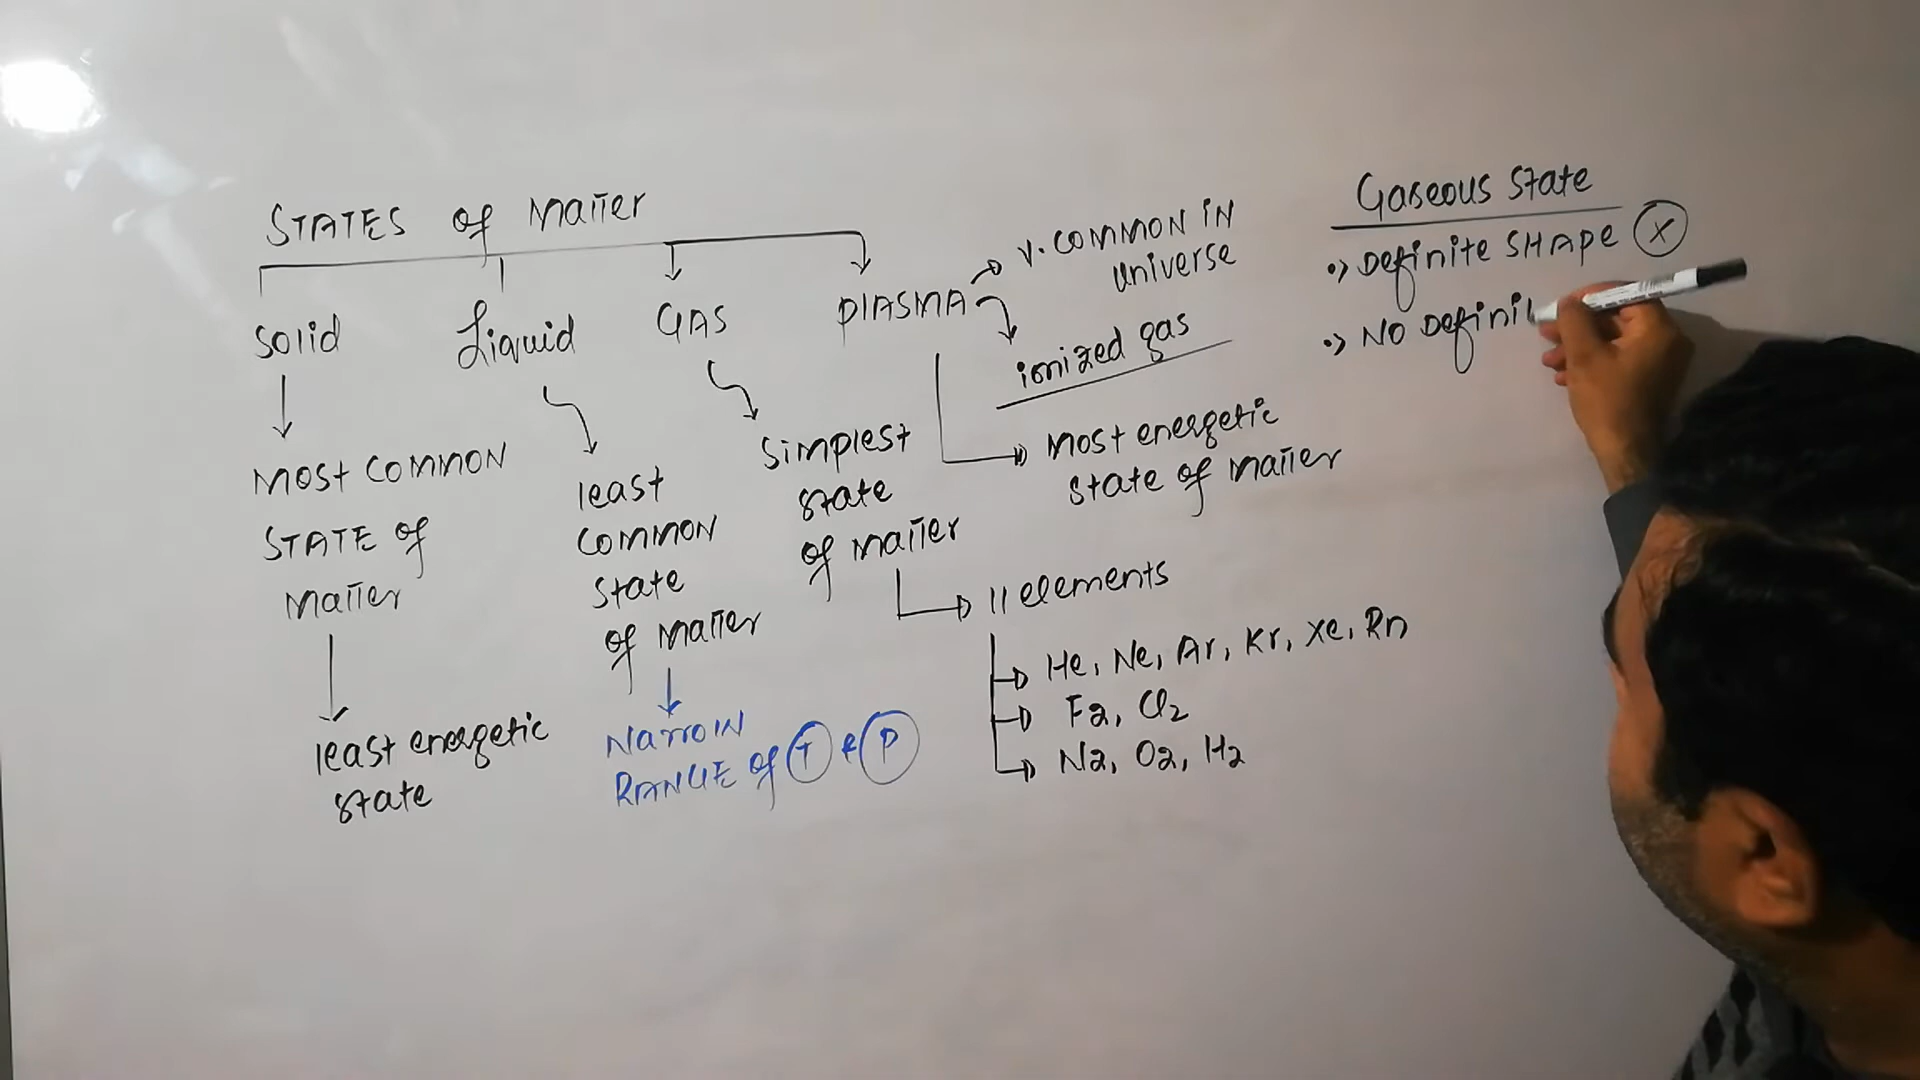 STATES of Matter
Solid
Liquid
GAS
PlASMA
V. COMMON IN
Universe
ionized gas
Most energetic
State of Matter
MOST COMMON
STATE of
Matter
least energetic
state
least
COMMON
State
of Matter
Narrow
RANGE of T & P
Simplest
state
of matter
11 elements
He, Ne, Ar, Kr, Xe, Rn
F2, Cl2
N2, O2, H2
Gaseous State
Definite SHAPE X
NO Defini